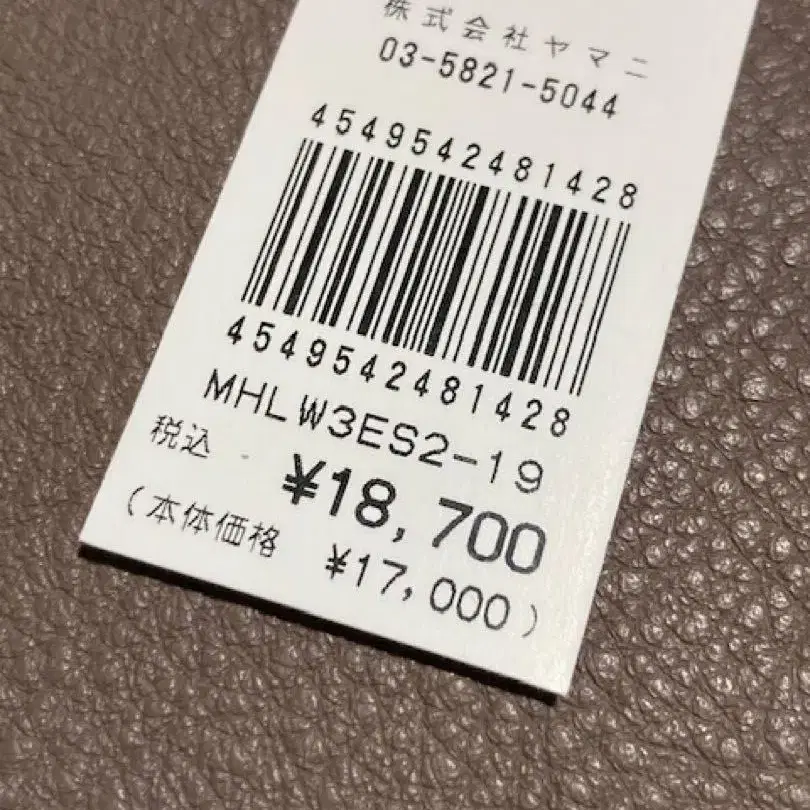 株式会社ヤマニ
03-5821-5044
4549542481428
4549542481428
MHLW3ES2-19
税込 ¥18,700
(本体価格 ¥17,000)